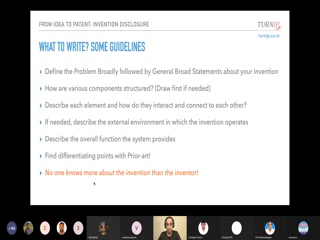 FROM IDEA TO PATENT: INVENTION DISCLOSURE
TURNIP
WHAT TO WRITE? SOME GUIDELINES
Define the Problem Broadly followed by General Broad Statements about your invention
How are various components structured? (Draw first if needed)
Describe each element and how do they interact and connect to each other?
If needed, describe the external environment in which the invention operates
Describe the overall function the system provides
Find differentiating points with Prior-art!
No one knows more about the invention than the inventor!